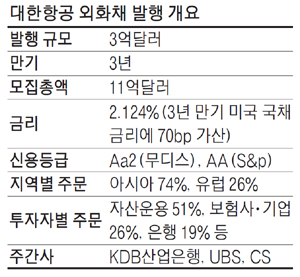 대한항공 외화채 발행 개요
발행 규모 3억달러
만기 3년
모집총액 11억달러
금리 2.124% (3년 만기 미국 국채
금리에 70bp 가산)
신용등급 Aa2 (무디스), AA (S&p)
지역별 주문 아시아 74%, 유럽 26%
투자자별 주문 자산운용 51%, 보험사·기업
26%, 은행 19% 등
주간사 KDB산업은행, UBS, CS